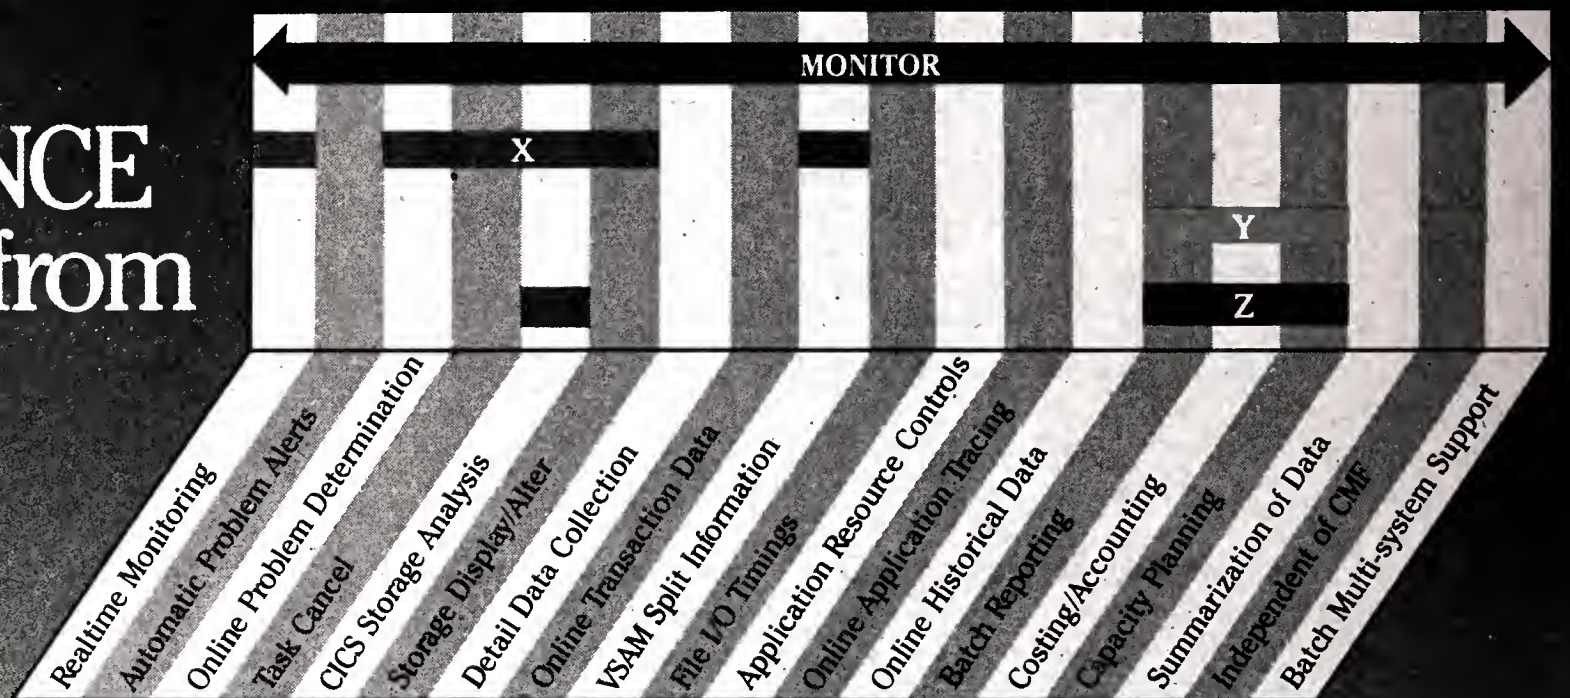 NCE
from
MONITOR
X
Y
Z
Realtime Monitoring
Automatic Problem Alerts
Online Problem Determination
Task Cancel
CICS Storage Analysis
Storage Display/Alter
Detail Data Collection
Online Transaction Data
VSAM Split Information
File I/O Timings
Application Resource Controls
Online Application Tracing
Online Historical Data
Batch Reporting
Costing/Accounting
Capacity Planning
Summarization of Data
Independent of CMF
Batch Multi-system Support